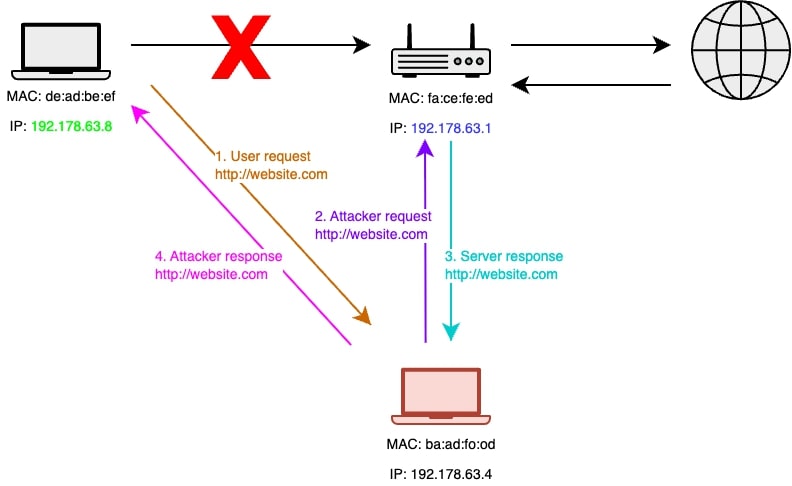 X
MAC: de:ad:be:ef
IP: 192.178.63.8
MAC: fa:ce:fe:ed
IP: 192.178.63.1
1. User request
http://website.com
2. Attacker request
http://website.com
4. Attacker response
http://website.com
3. Server response
http://website.com
MAC: ba:ad:fo:od
IP: 192.178.63.4